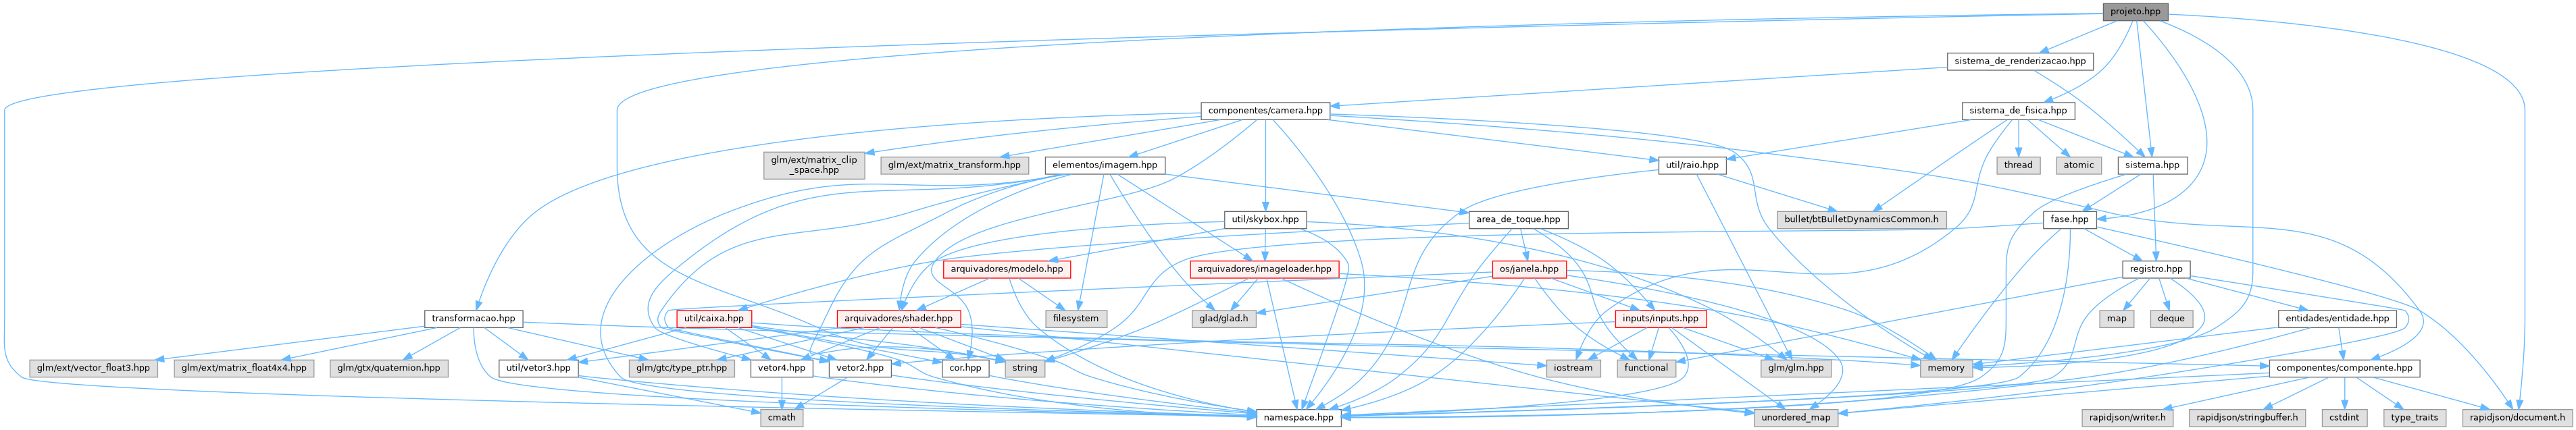 projeto.hpp
sistema_de_renderizacao.hpp
componentes/camera.hpp
sistema_de_fisica.hpp
glm/ext/matrix_clip
_space.hpp
glm/ext/matrix_transform.hpp
elementos/imagem.hpp
util/raio.hpp
thread
atomic
sistema.hpp
util/skybox.hpp
area_de_toque.hpp
bullet/btBulletDynamicsCommon.h
fase.hpp
arquivadores/modelo.hpp
arquivadores/imageloader.hpp
os/janela.hpp
registro.hpp
transformacao.hpp
util/caixa.hpp
arquivadores/shader.hpp
filesystem
glad/glad.h
inputs/inputs.hpp
map
deque
entidades/entidade.hpp
glm/ext/vector_float3.hpp
glm/ext/matrix_float4x4.hpp
glm/gtx/quaternion.hpp
util/vetor3.hpp
glm/gtc/type_ptr.hpp
vetor4.hpp
vetor2.hpp
cor.hpp
string
iostream
functional
glm/glm.hpp
memory
componentes/componente.hpp
cmath
namespace.hpp
unordered_map
rapidjson/writer.h
rapidjson/stringbuffer.h
cstdint
type_traits
rapidjson/document.h